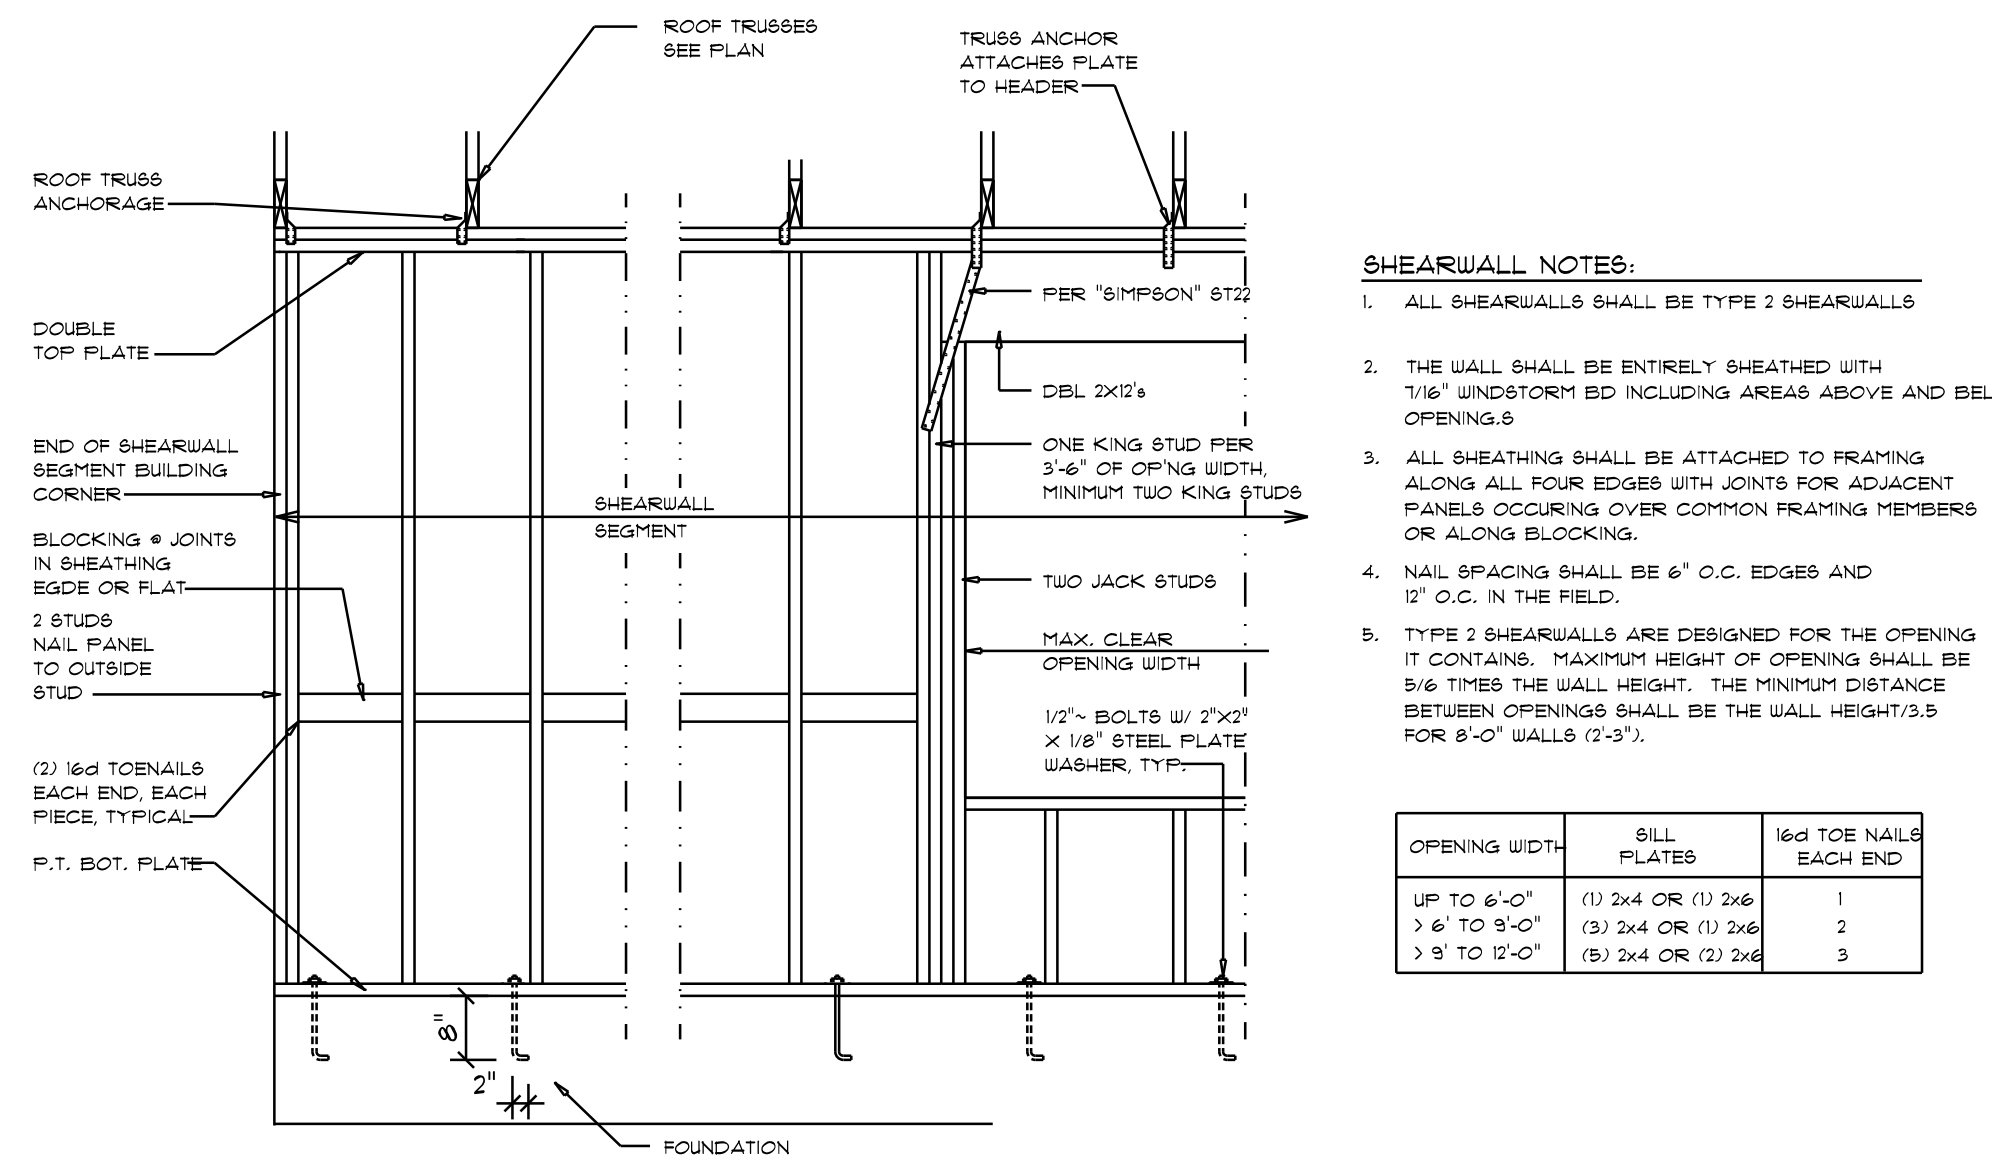 ROOF TRUSSES
SEE PLAN
TRUSS ANCHOR
ATTACHES PLATE
TO HEADER
ROOF TRUSS
ANCHORAGE
DOUBLE
TOP PLATE
END OF SHEARWALL
SEGMENT BUILDING
CORNER
BLOCKING @ JOINTS
IN SHEATHING
EGDE OR FLAT
2 STUDS
NAIL PANEL
TO OUTSIDE
STUD
(2) 16d TOENAILS
EACH END, EACH
PIECE, TYPICAL
P.T. BOT. PLATE
SHEARWALL
SEGMENT
PER "SIMPSON" ST22
DBL 2X12's
ONE KING STUD PER
3'-6" OF OP'NG WIDTH,
MINIMUM TWO KING STUDS
TWO JACK STUDS
MAX. CLEAR
OPENING WIDTH
1/2"~ BOLTS W/ 2"X2"
X 1/8" STEEL PLATE
WASHER, TYP.
8"
2"
FOUNDATION
SHEARWALL NOTES:
1. ALL SHEARWALLS SHALL BE TYPE 2 SHEARWALLS
2. THE WALL SHALL BE ENTIRELY SHEATHED WITH
7/16" WINDSTORM BD INCLUDING AREAS ABOVE AND BEL
OPENING.S
3. ALL SHEATHING SHALL BE ATTACHED TO FRAMING
ALONG ALL FOUR EDGES WITH JOINTS FOR ADJACENT
PANELS OCCURING OVER COMMON FRAMING MEMBERS
OR ALONG BLOCKING.
4. NAIL SPACING SHALL BE 6" O.C. EDGES AND
12" O.C. IN THE FIELD.
5. TYPE 2 SHEARWALLS ARE DESIGNED FOR THE OPENING
IT CONTAINS. MAXIMUM HEIGHT OF OPENING SHALL BE
5/6 TIMES THE WALL HEIGHT. THE MINIMUM DISTANCE
BETWEEN OPENINGS SHALL BE THE WALL HEIGHT/3.5
FOR 8'-0" WALLS (2'-3").
OPENING WIDTH
SILL
PLATES
16d TOE NAILS
EACH END
UP TO 6'-0" (1) 2x4 OR (1) 2x6 1
> 6' TO 9'-0" (3) 2x4 OR (1) 2x6 2
> 9' TO 12'-0" (5) 2x4 OR (2) 2x6 3